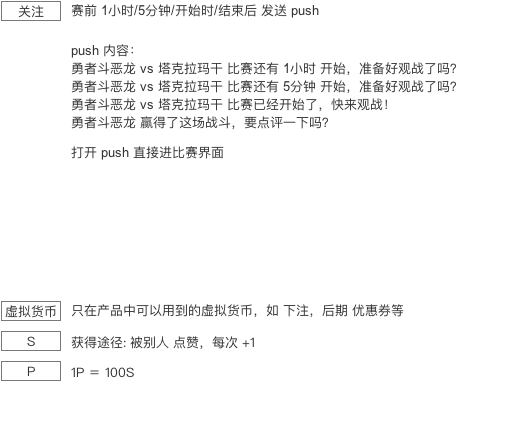 关注 赛前 1小时/5分钟/开始时/结束后 发送 push
push 内容：
勇者斗恶龙 vs 塔克拉玛干 比赛还有 1小时 开始，准备好观战了吗?
勇者斗恶龙 vs 塔克拉玛干 比赛还有 5分钟 开始，准备好观战了吗?
勇者斗恶龙 vs 塔克拉玛干 比赛已经开始了，快来观战！
勇者斗恶龙 赢得了这场战斗，要点评一下吗?
打开 push 直接进比赛界面
虚拟货币 只在产品中可以用到的虚拟货币，如 下注，后期 优惠券等
S 获得途径: 被别人 点赞，每次 +1
P 1P = 100S